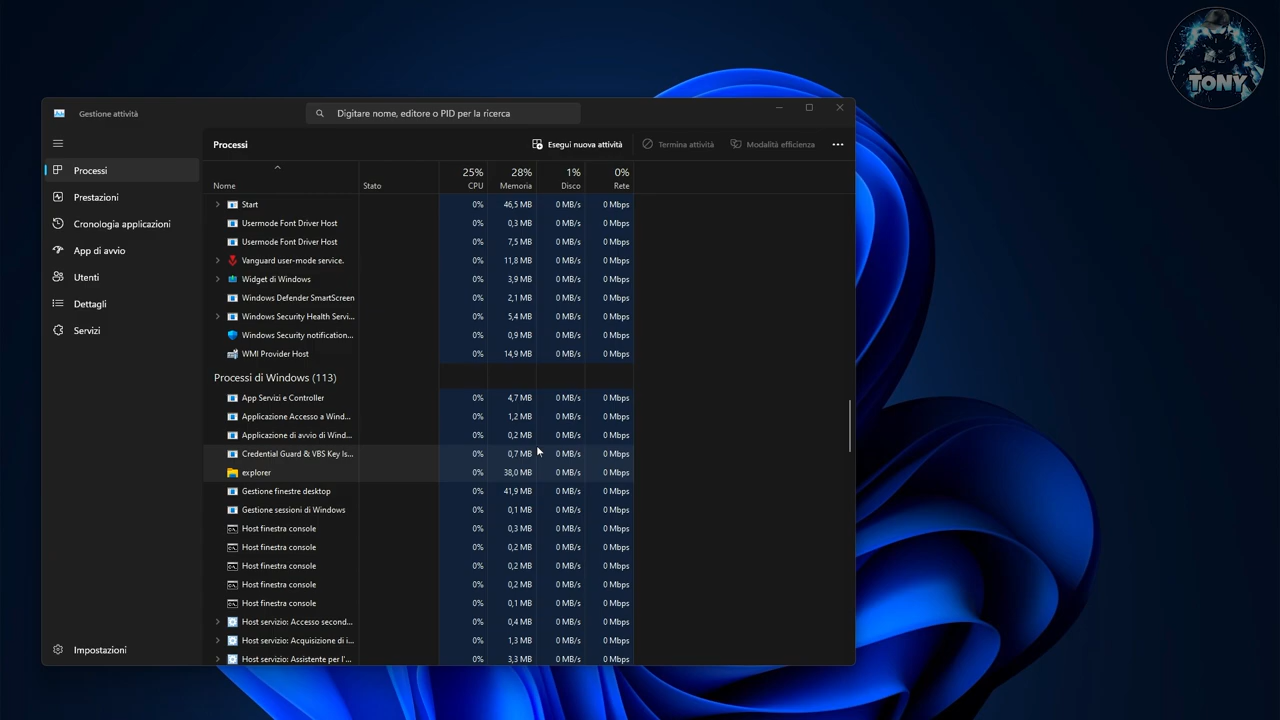 TONY
Gestione attività
Digitare nome, editore o PID per la ricerca
Processi
Esegui nuova attività
Termina attività
Modalità efficienza
Processi
Prestazioni
Cronologia applicazioni
App di avvio
Utenti
Dettagli
Servizi
Impostazioni
25% 28% 1% 0%
Nome Stato CPU Memoria Disco Rete
Start 0% 46,5 MB 0 MB/s 0 Mbps
Usermode Font Driver Host 0% 0,3 MB 0 MB/s 0 Mbps
Usermode Font Driver Host 0% 7,5 MB 0 MB/s 0 Mbps
Vanguard user-mode service. 0% 11,8 MB 0 MB/s 0 Mbps
Widget di Windows 0% 3,9 MB 0 MB/s 0 Mbps
Windows Defender SmartScreen 0% 2,1 MB 0 MB/s 0 Mbps
Windows Security Health Servi... 0% 5,4 MB 0 MB/s 0 Mbps
Windows Security notification... 0% 0,9 MB 0 MB/s 0 Mbps
WMI Provider Host 0% 14,9 MB 0 MB/s 0 Mbps
Processi di Windows (113)
App Servizi e Controller 0% 4,7 MB 0 MB/s 0 Mbps
Applicazione Accesso a Wind... 0% 1,2 MB 0 MB/s 0 Mbps
Applicazione di avvio di Wind... 0% 0,2 MB 0 MB/s 0 Mbps
Credential Guard & VBS Key Is... 0% 0,7 MB 0 MB/s 0 Mbps
explorer 0% 38,0 MB 0 MB/s 0 Mbps
Gestione finestre desktop 0% 41,9 MB 0 MB/s 0 Mbps
Gestione sessioni di Windows 0% 0,1 MB 0 MB/s 0 Mbps
Host finestra console 0% 0,3 MB 0 MB/s 0 Mbps
Host finestra console 0% 0,2 MB 0 MB/s 0 Mbps
Host finestra console 0% 0,2 MB 0 MB/s 0 Mbps
Host finestra console 0% 0,2 MB 0 MB/s 0 Mbps
Host finestra console 0% 0,1 MB 0 MB/s 0 Mbps
Host servizio: Accesso second... 0% 0,4 MB 0 MB/s 0 Mbps
Host servizio: Acquisizione di i... 0% 1,3 MB 0 MB/s 0 Mbps
Host servizio: Assistente per l'... 0% 3,3 MB 0 MB/s 0 Mbps